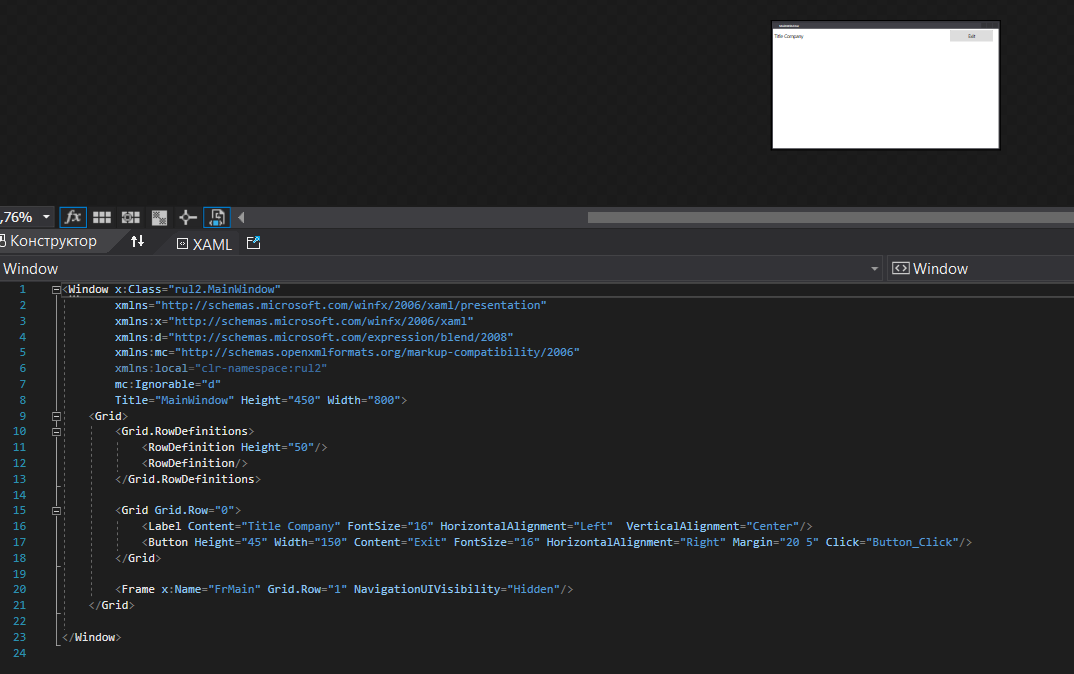 Title Company
Exit
,76%
fx
Конструктор
XAML
Window
Window
1 <Window x:Class="rul2.MainWindow"
2 xmlns="http://schemas.microsoft.com/winfx/2006/xaml/presentation"
3 xmlns:x="http://schemas.microsoft.com/winfx/2006/xaml"
4 xmlns:d="http://schemas.microsoft.com/expression/blend/2008"
5 xmlns:mc="http://schemas.openxmlformats.org/markup-compatibility/2006"
6 xmlns:local="clr-namespace:rul2"
7 mc:Ignorable="d"
8 Title="MainWindow" Height="450" Width="800">
9 <Grid>
10 <Grid.RowDefinitions>
11 <RowDefinition Height="50"/>
12 <RowDefinition/>
13 </Grid.RowDefinitions>
14
15 <Grid Grid.Row="0">
16 <Label Content="Title Company" FontSize="16" HorizontalAlignment="Left"  VerticalAlignment="Center"/>
17 <Button Height="45" Width="150" Content="Exit" FontSize="16" HorizontalAlignment="Right" Margin="20 5" Click="Button_Click"/>
18 </Grid>
19
20 <Frame x:Name="FrMain" Grid.Row="1" NavigationUIVisibility="Hidden"/>
21 </Grid>
22
23 </Window>
24